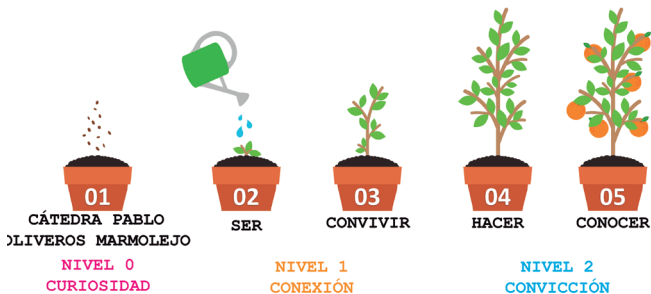 01
02
03
04
05
CÁTEDRA PABLO
OLIVEROS MARMOLEJO
SER
CONVIVIR
HACER
CONOCER
NIVEL 0
CURIOSIDAD
NIVEL 1
CONEXIÓN
NIVEL 2
CONVICCIÓN